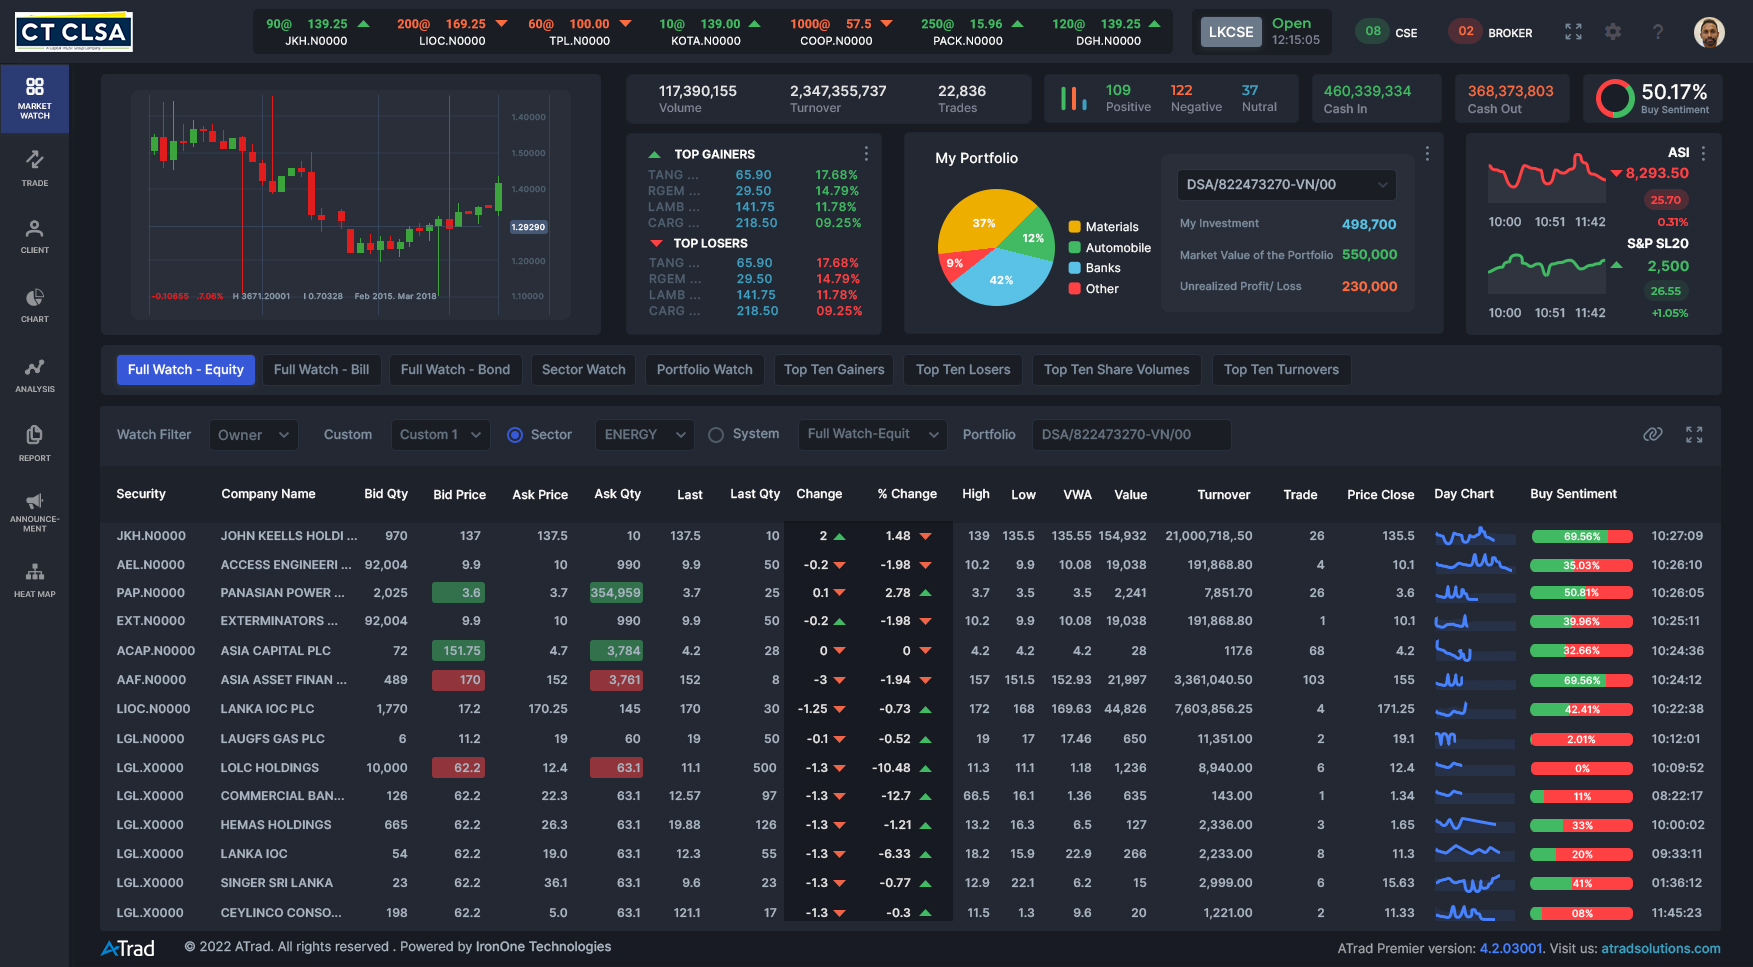 CT CLSA
90@ 139.25 200@ 169.25 60@ 100.00 10@ 139.00 1000@ 57.5 250@ 15.96 120@ 139.25
JKH.N0000 LIOC.N0000 TPL.N0000 KOTA.N0000 COOP.N0000 PACK.N0000 DGH.N0000
LKCSE Open
12:15:05
08 CSE 02 BROKER ?
MARKET
WATCH
TRADE
CLIENT
CHART
ANALYSIS
REPORT
ANNOUNCE-
MENT
HEAT MAP
1.40000
1.50000
1.40000
1.29290
1.20000
1.10000
-0.10655 -7.06% H 3671.20001 I 0.70328 Feb 2015. Mar 2018
117,390,155 2,347,355,737 22,836
Volume Turnover Trades
109 122 37
Positive Negative Nutral
460,339,334
Cash In
368,373,803
Cash Out
50.17%
Buy Sentiment
TOP GAINERS
TANG ... 65.90 17.68%
RGEM ... 29.50 14.79%
LAMB ... 141.75 11.78%
CARG ... 218.50 09.25%
TOP LOSERS
TANG ... 65.90 17.68%
RGEM ... 29.50 14.79%
LAMB ... 141.75 11.78%
CARG ... 218.50 09.25%
My Portfolio
37%
12%
9%
42%
Materials
Automobile
Banks
Other
DSA/822473270-VN/00
My Investment 498,700
Market Value of the Portfolio 550,000
Unrealized Profit/ Loss 230,000
ASI
8,293.50
25.70
10:00 10:51 11:42 0.31%
S&P SL20
2,500
26.55
10:00 10:51 11:42 +1.05%
Full Watch - Equity Full Watch - Bill Full Watch - Bond Sector Watch Portfolio Watch Top Ten Gainers Top Ten Losers Top Ten Share Volumes Top Ten Turnovers
Watch Filter Owner Custom Custom 1 Sector ENERGY System Full Watch-Equit Portfolio DSA/822473270-VN/00
Security Company Name Bid Qty Bid Price Ask Price Ask Qty Last Last Qty Change % Change High Low VWA Value Turnover Trade Price Close Day Chart Buy Sentiment
JKH.N0000 JOHN KEELLS HOLDI ... 970 137 137.5 10 137.5 10 2 1.48 139 135.5 135.55 154,932 21,000,718,.50 26 135.5 69.56% 10:27:09
AEL.N0000 ACCESS ENGINEERI ... 92,004 9.9 10 990 9.9 50 -0.2 -1.98 10.2 9.9 10.08 19,038 191,868.80 4 10.1 35.03% 10:26:10
PAP.N0000 PANASIAN POWER ... 2,025 3.6 3.7 354,959 3.7 25 0.1 2.78 3.7 3.5 3.5 2,241 7,851.70 26 3.6 50.81% 10:26:05
EXT.N0000 EXTERMINATORS ... 92,004 9.9 10 990 9.9 50 -0.2 -1.98 10.2 9.9 10.08 19,038 191,868.80 1 10.1 39.96% 10:25:11
ACAP.N0000 ASIA CAPITAL PLC 72 151.75 4.7 3,784 4.2 28 0 0 4.2 4.2 4.2 28 117.6 68 4.2 32.66% 10:24:36
AAF.N0000 ASIA ASSET FINAN ... 489 170 152 3,761 152 8 -3 -1.94 157 151.5 152.93 21,997 3,361,040.50 103 155 69.56% 10:24:12
LIOC.N0000 LANKA IOC PLC 1,770 17.2 170.25 145 170 30 -1.25 -0.73 172 168 169.63 44,826 7,603,856.25 4 171.25 42.41% 10:22:38
LGL.N0000 LAUGFS GAS PLC 6 11.2 19 60 19 50 -0.1 -0.52 19 17 17.46 650 11,351.00 2 19.1 2.01% 10:12:01
LGL.X0000 LOLC HOLDINGS 10,000 62.2 12.4 63.1 11.1 500 -1.3 -10.48 11.3 11.1 1.18 1,236 8,940.00 6 12.4 0% 10:09:52
LGL.X0000 COMMERCIAL BAN... 126 62.2 22.3 63.1 12.57 97 -1.3 -12.7 66.5 16.1 1.36 635 143.00 1 1.34 11% 08:22:17
LGL.X0000 HEMAS HOLDINGS 665 62.2 26.3 63.1 19.88 126 -1.3 -1.21 13.2 16.3 6.5 127 2,336.00 3 1.65 33% 10:00:02
LGL.X0000 LANKA IOC 54 62.2 19.0 63.1 12.3 55 -1.3 -6.33 18.2 15.9 22.9 266 2,233.00 8 11.3 20% 09:33:11
LGL.X0000 SINGER SRI LANKA 23 62.2 36.1 63.1 9.6 23 -1.3 -0.77 12.9 22.1 6.2 15 2,999.00 6 15.63 41% 01:36:12
LGL.X0000 CEYLINCO CONSO... 198 62.2 5.0 63.1 121.1 17 -1.3 -0.3 11.5 1.3 9.6 20 1,221.00 2 11.33 08% 11:45:23
ATrad © 2022 ATrad. All rights reserved . Powered by IronOne Technologies ATrad Premier version: 4.2.03001. Visit us: atradsolutions.com